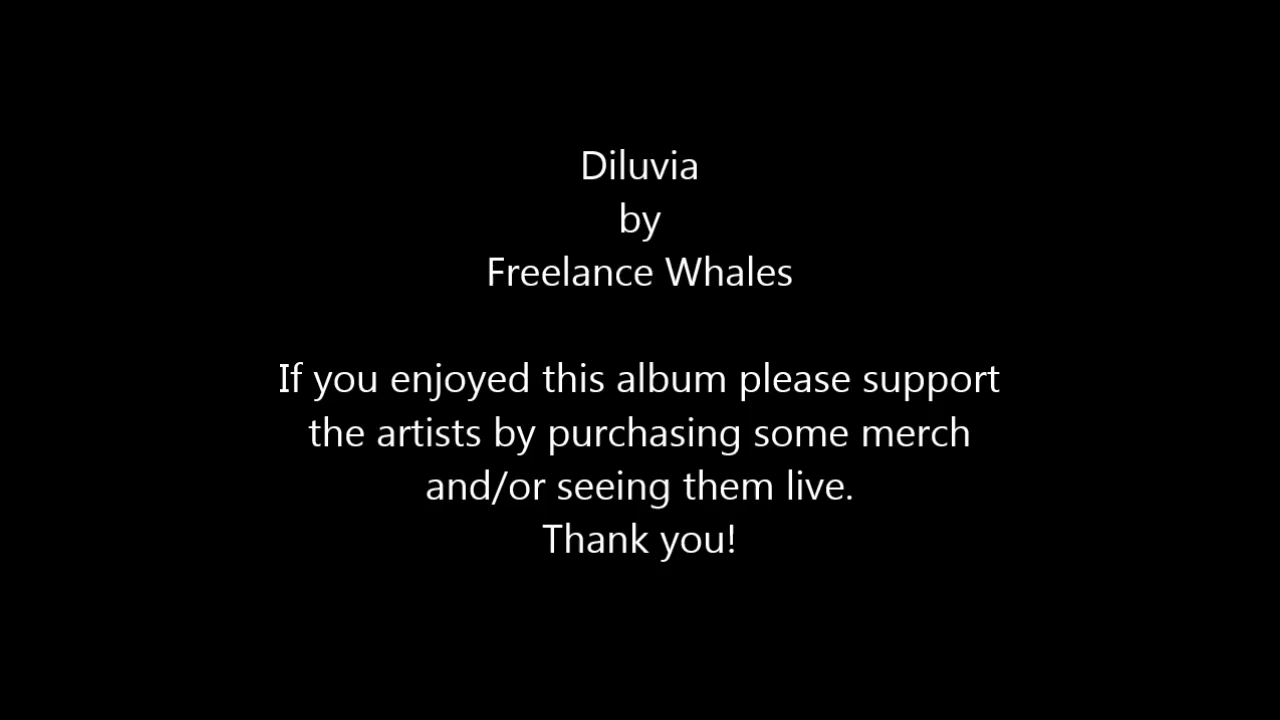 Diluvia
by
Freelance Whales
If you enjoyed this album please support
the artists by purchasing some merch
and/or seeing them live.
Thank you!